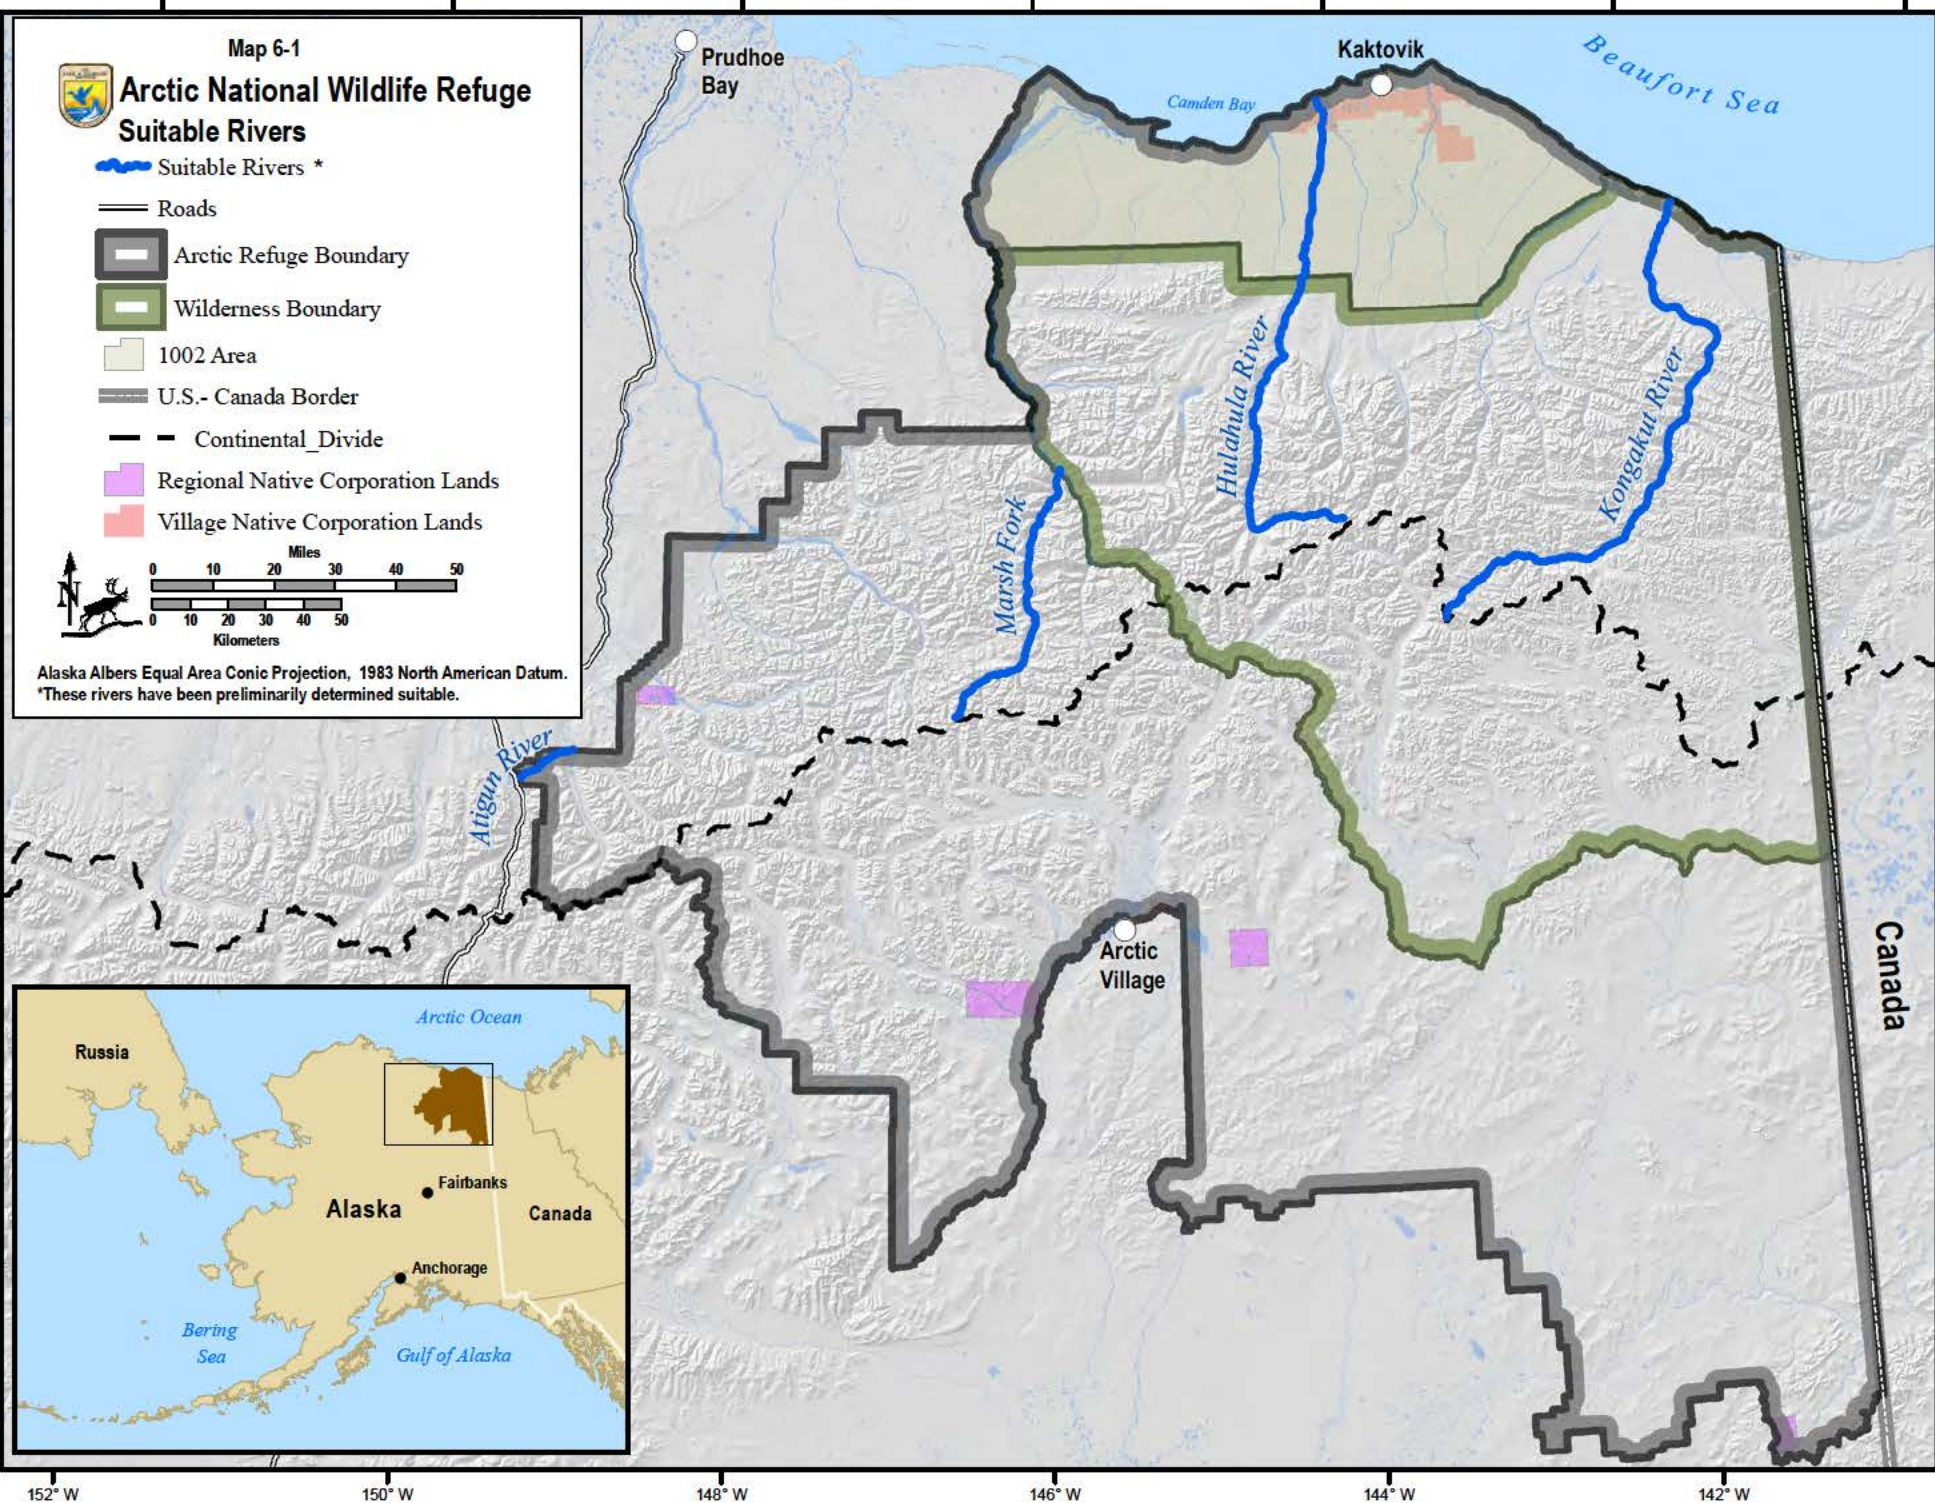 Map 6-1
Arctic National Wildlife Refuge
Suitable Rivers
Suitable Rivers *
Roads
Arctic Refuge Boundary
Wilderness Boundary
1002 Area
U.S.- Canada Border
Continental_Divide
Regional Native Corporation Lands
Village Native Corporation Lands
Miles
0 10 20 30 40 50
0 10 20 30 40 50
Kilometers
N
Alaska Albers Equal Area Conic Projection, 1983 North American Datum.
*These rivers have been preliminarily determined suitable.
Prudhoe
Bay
Kaktovik
Beaufort Sea
Camden Bay
Hulahula River
Kongakut River
Marsh Fork
Atigun River
Arctic
Village
Canada
Arctic Ocean
Russia
Fairbanks
Alaska
Canada
Anchorage
Bering
Sea
Gulf of Alaska
152° W 150° W 148° W 146° W 144° W 142° W